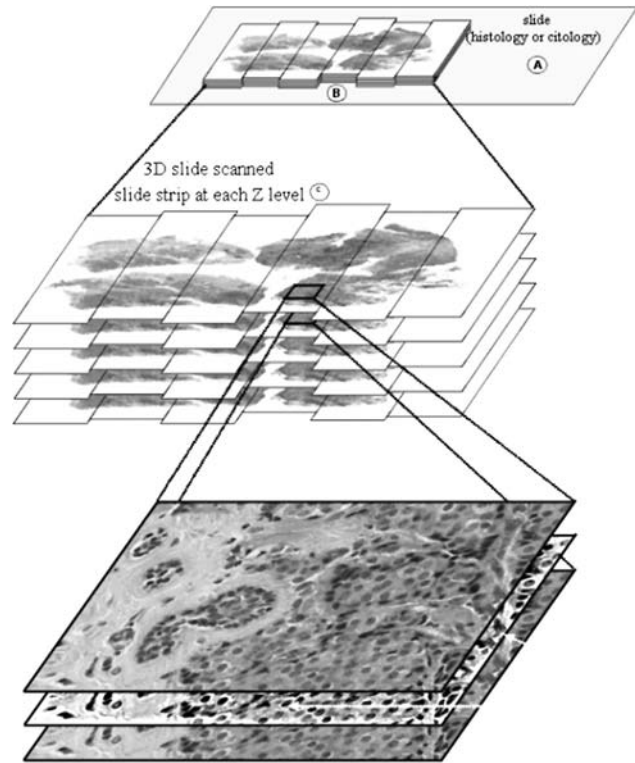 slide
(histology or citology)
A
B
3D slide scanned
slide strip at each Z level c